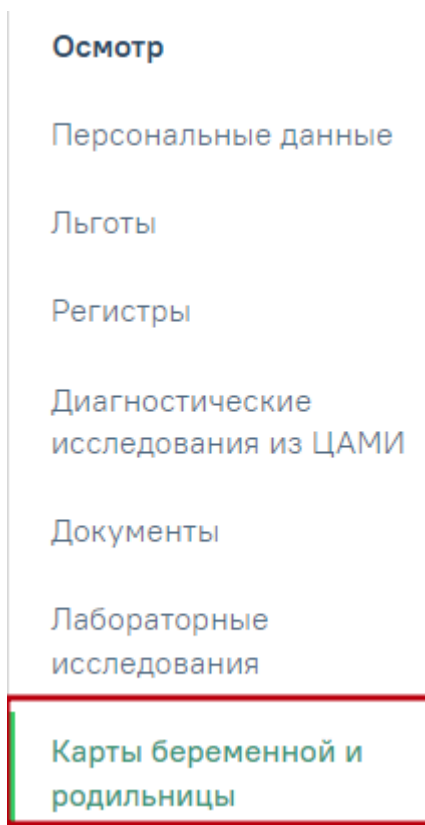 Осмотр
Персональные данные
Льготы
Регистры
Диагностические
исследования из ЦАМИ
Документы
Лабораторные
исследования
Карты беременной и
родильницы